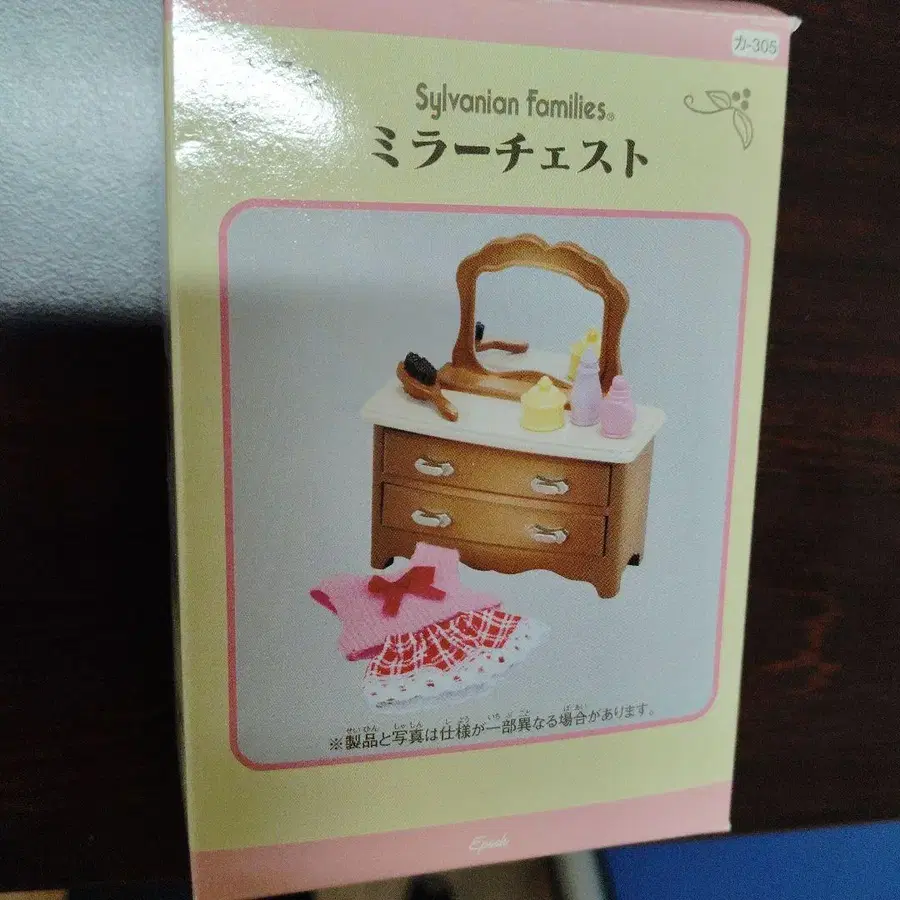 カ-305
Sylvanian Families®
ミラーチェスト
※製品と写真は仕様が一部異なる場合があります。
Epoch